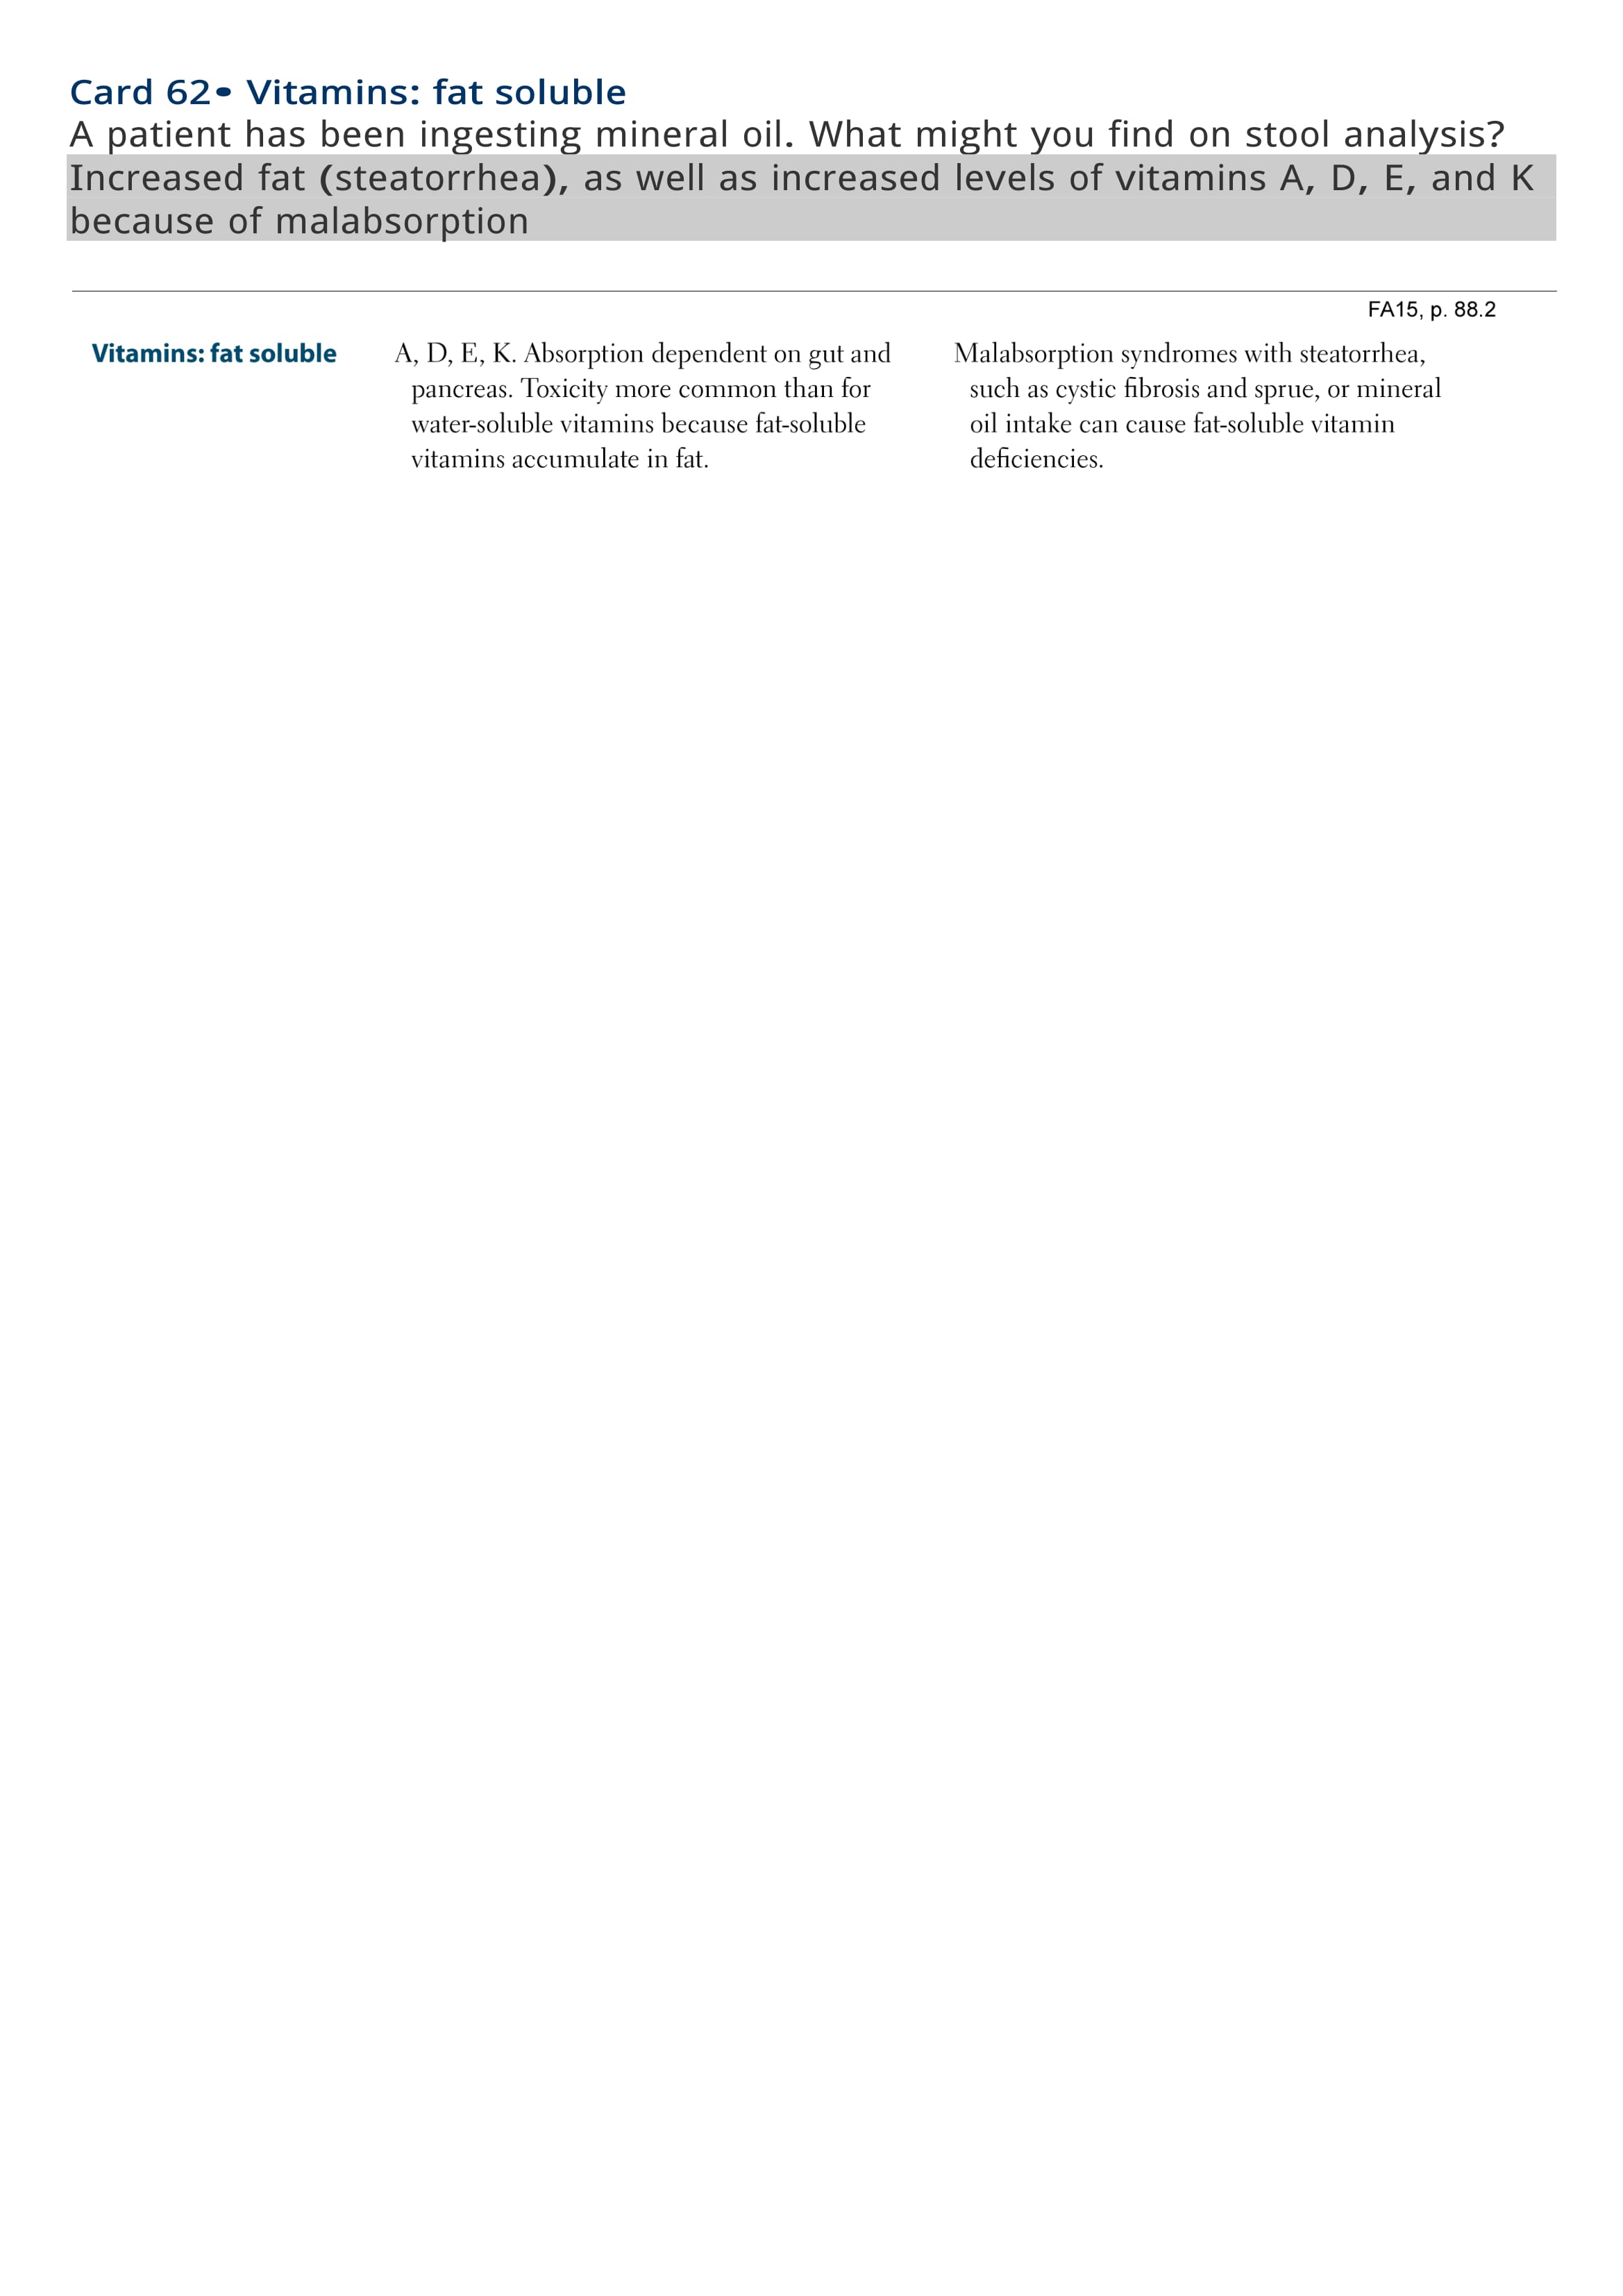 Card 62• Vitamins: fat soluble
A patient has been ingesting mineral oil. What might you find on stool analysis?
Increased fat (steatorrhea), as well as increased levels of vitamins A, D, E, and K
because of malabsorption
FA15, p. 88.2
Vitamins: fat soluble
A, D, E, K. Absorption dependent on gut and
pancreas. Toxicity more common than for
water-soluble vitamins because fat-soluble
vitamins accumulate in fat.
Malabsorption syndromes with steatorrhea,
such as cystic fibrosis and sprue, or mineral
oil intake can cause fat-soluble vitamin
deficiencies.